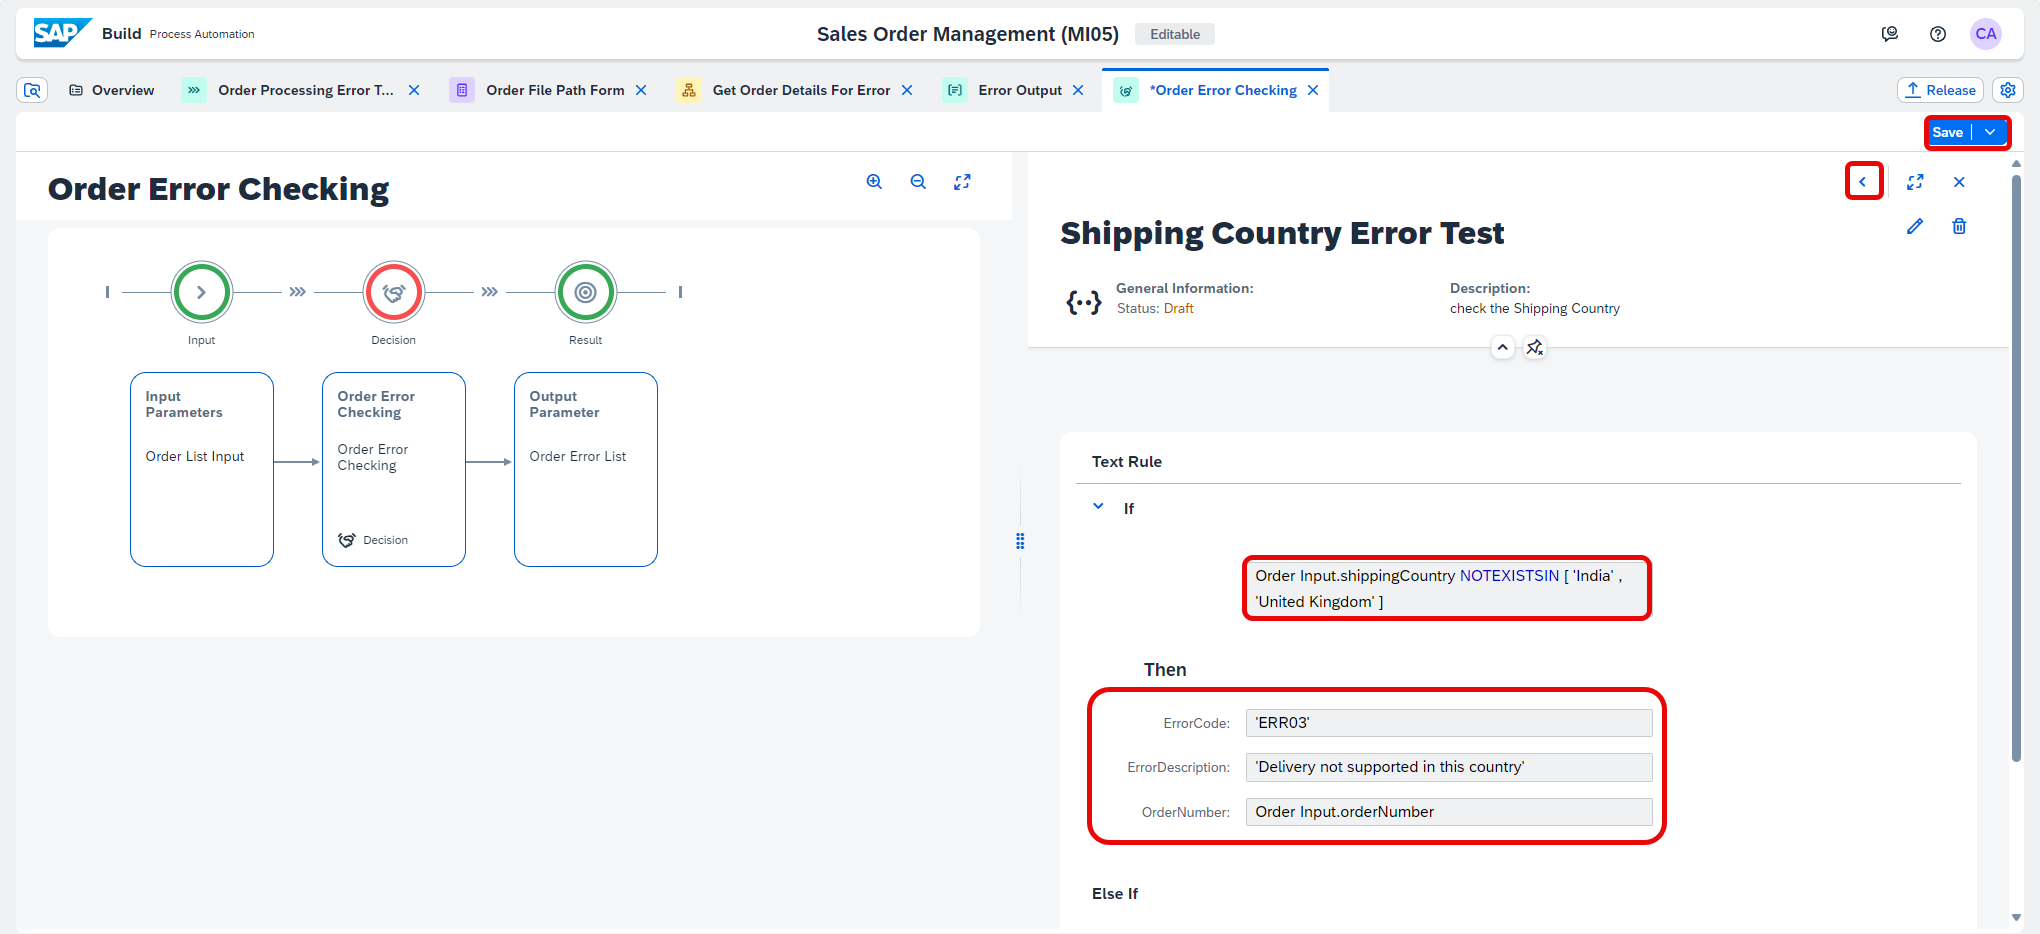 SAP Build Process Automation
Sales Order Management (MI05) Editable
CA
Overview
Order Processing Error T...
Order File Path Form
Get Order Details For Error
Error Output
*Order Error Checking
Release
Save
Order Error Checking
Input
Decision
Result
Input
Parameters
Order List Input
Order Error
Checking
Order Error
Checking
Decision
Output
Parameter
Order Error List
Shipping Country Error Test
General Information:
Status: Draft
Description:
check the Shipping Country
Text Rule
If
Order Input.shippingCountry NOTEXISTSIN [ 'India' ,
'United Kingdom' ]
Then
ErrorCode: 'ERR03'
ErrorDescription: 'Delivery not supported in this country'
OrderNumber: Order Input.orderNumber
Else If